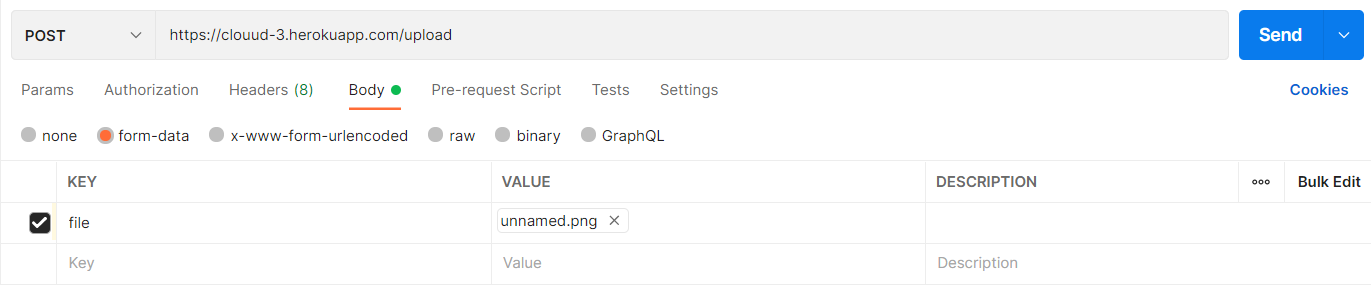 POST https://clouud-3.herokuapp.com/upload Send
Params Authorization Headers (8) Body Pre-request Script Tests Settings Cookies
none form-data x-www-form-urlencoded raw binary GraphQL
KEY VALUE DESCRIPTION Bulk Edit
file unnamed.png
Key Value Description